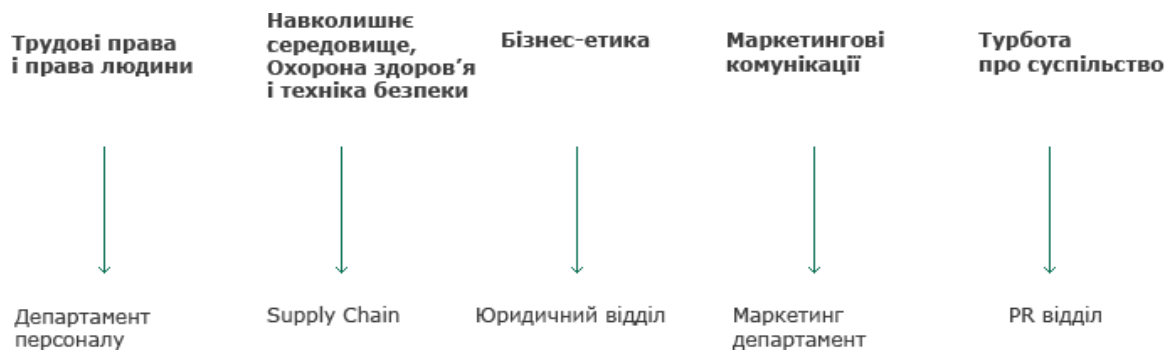 Трудові права
і права людини
Навколишнє
середовище,
Охорона здоров’я
і техніка безпеки
Бізнес-етика
Маркетингові
комунікації
Турбота
про суспільство
Департамент
персоналу
Supply Chain
Юридичний відділ
Маркетинг
департамент
PR відділ